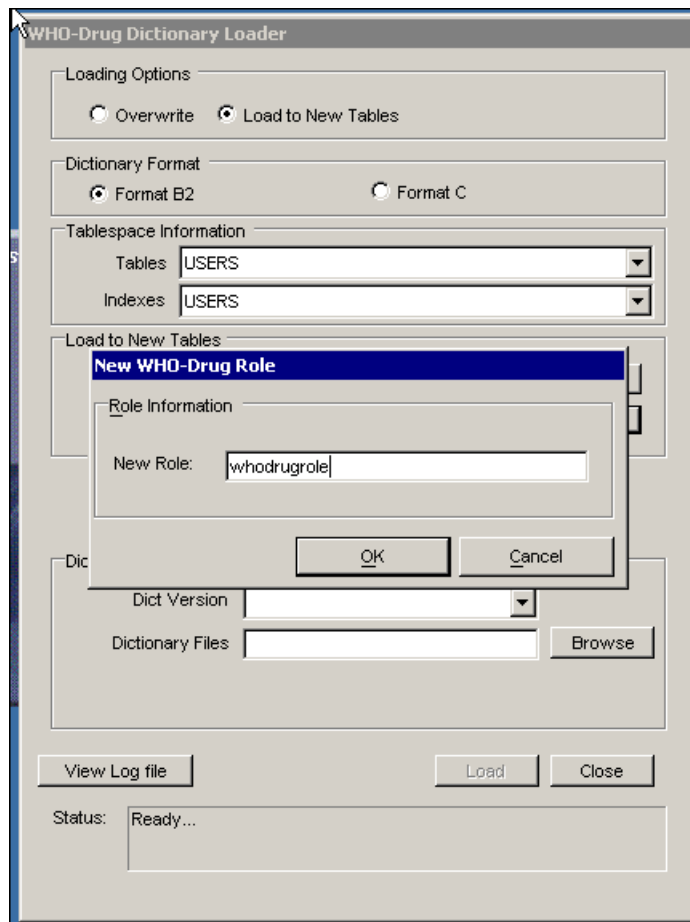 WHO-Drug Dictionary Loader
Loading Options
Overwrite Load to New Tables
Dictionary Format
Format B2 Format C
Tablespace Information
Tables USERS
Indexes USERS
Load to New Tables
New WHO-Drug Role
Role Information
New Role: whodrugrole
OK Cancel
Dic
Dict Version
Dictionary Files Browse
View Log file Load Close
Status: Ready...